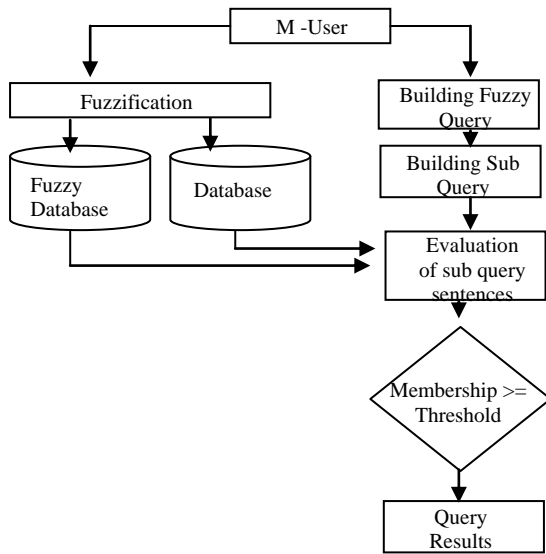 M -User
Fuzzification
Building Fuzzy
Query
Fuzzy
Database
Database
Building Sub
Query
Evaluation
of sub query
sentences
Membership >=
Threshold
Query
Results